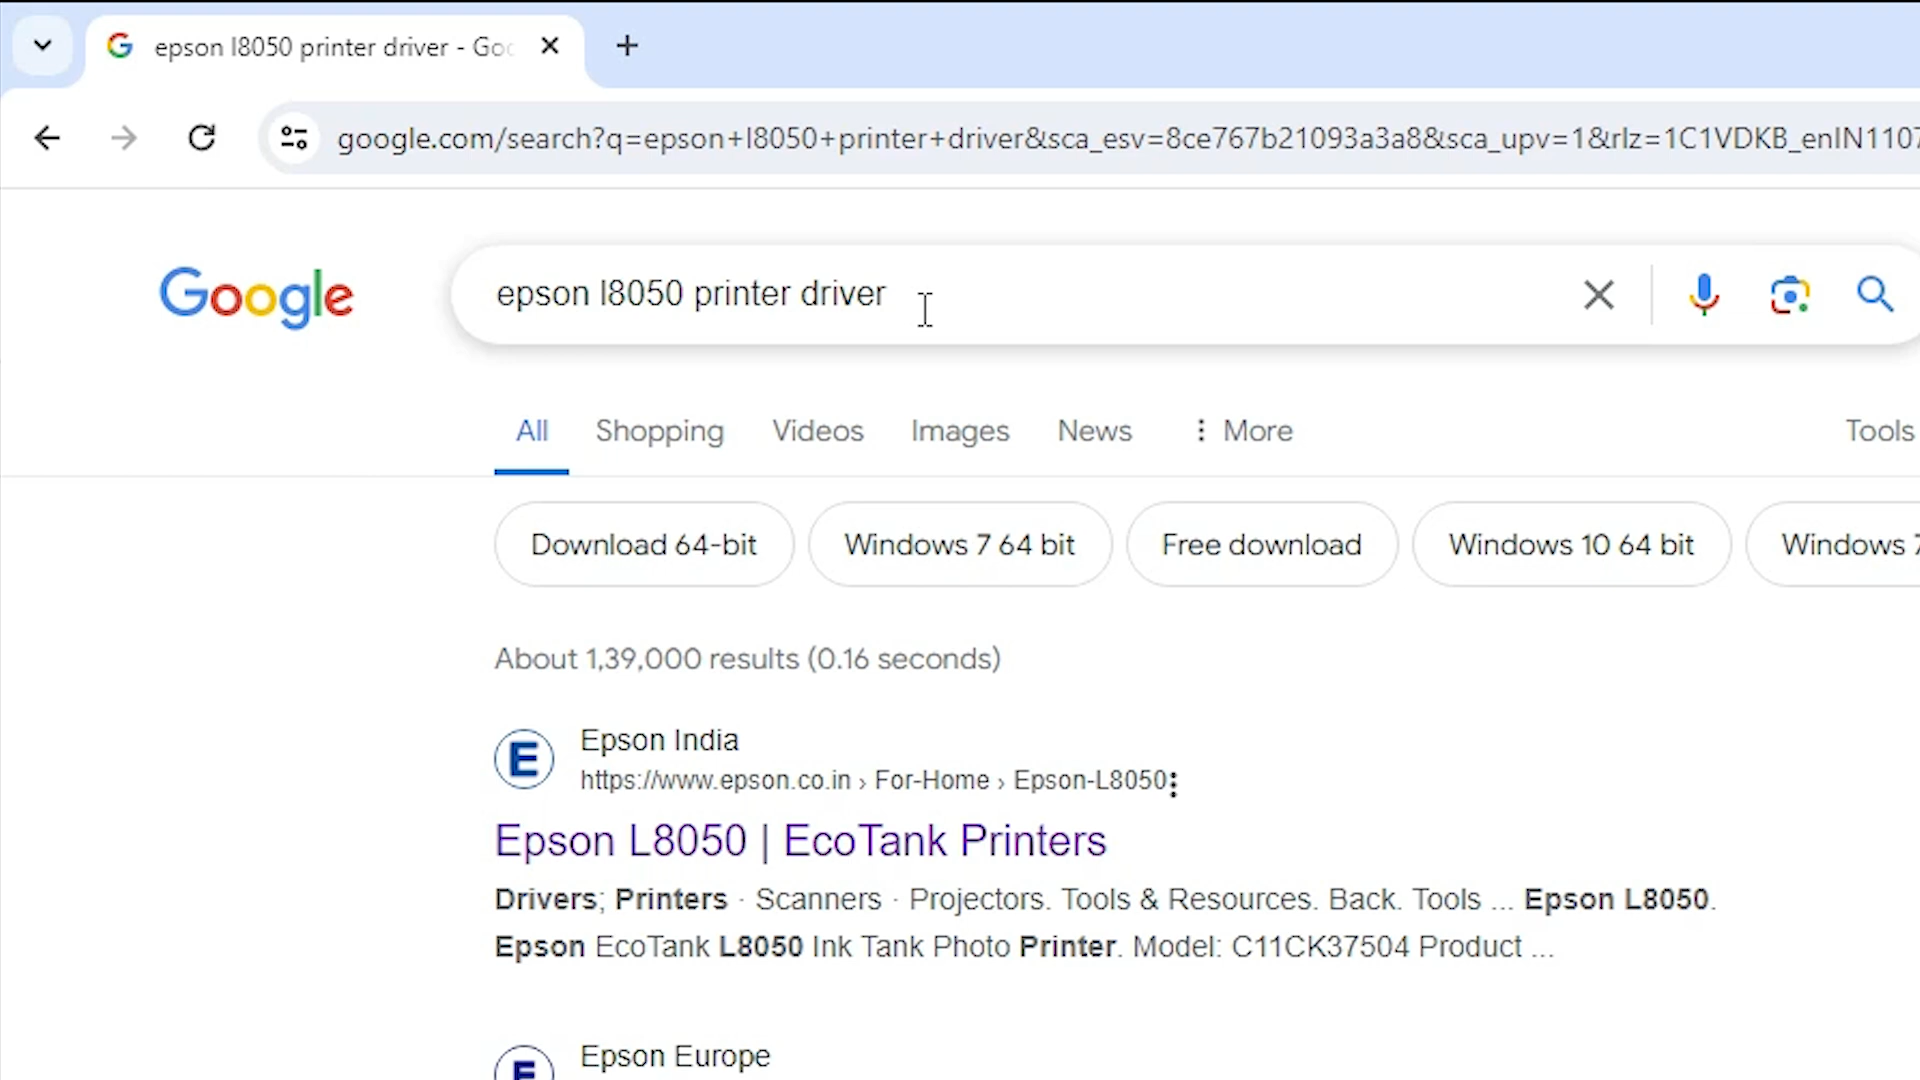 epson l8050 printer driver - Goo
google.com/search?q=epson+l8050+printer+driver&sca_esv=8ce767b21093a3a8&sca_upv=1&rlz=1C1VDKB_enIN1107
Google
epson l8050 printer driver
All Shopping Videos Images News More Tools
Download 64-bit Windows 7 64 bit Free download Windows 10 64 bit Windows 7
About 1,39,000 results (0.16 seconds)
E
Epson India
https://www.epson.co.in › For-Home › Epson-L8050
Epson L8050 | EcoTank Printers
Drivers; Printers · Scanners · Projectors. Tools & Resources. Back. Tools ... Epson L8050.
Epson EcoTank L8050 Ink Tank Photo Printer. Model: C11CK37504 Product ...
E
Epson Europe